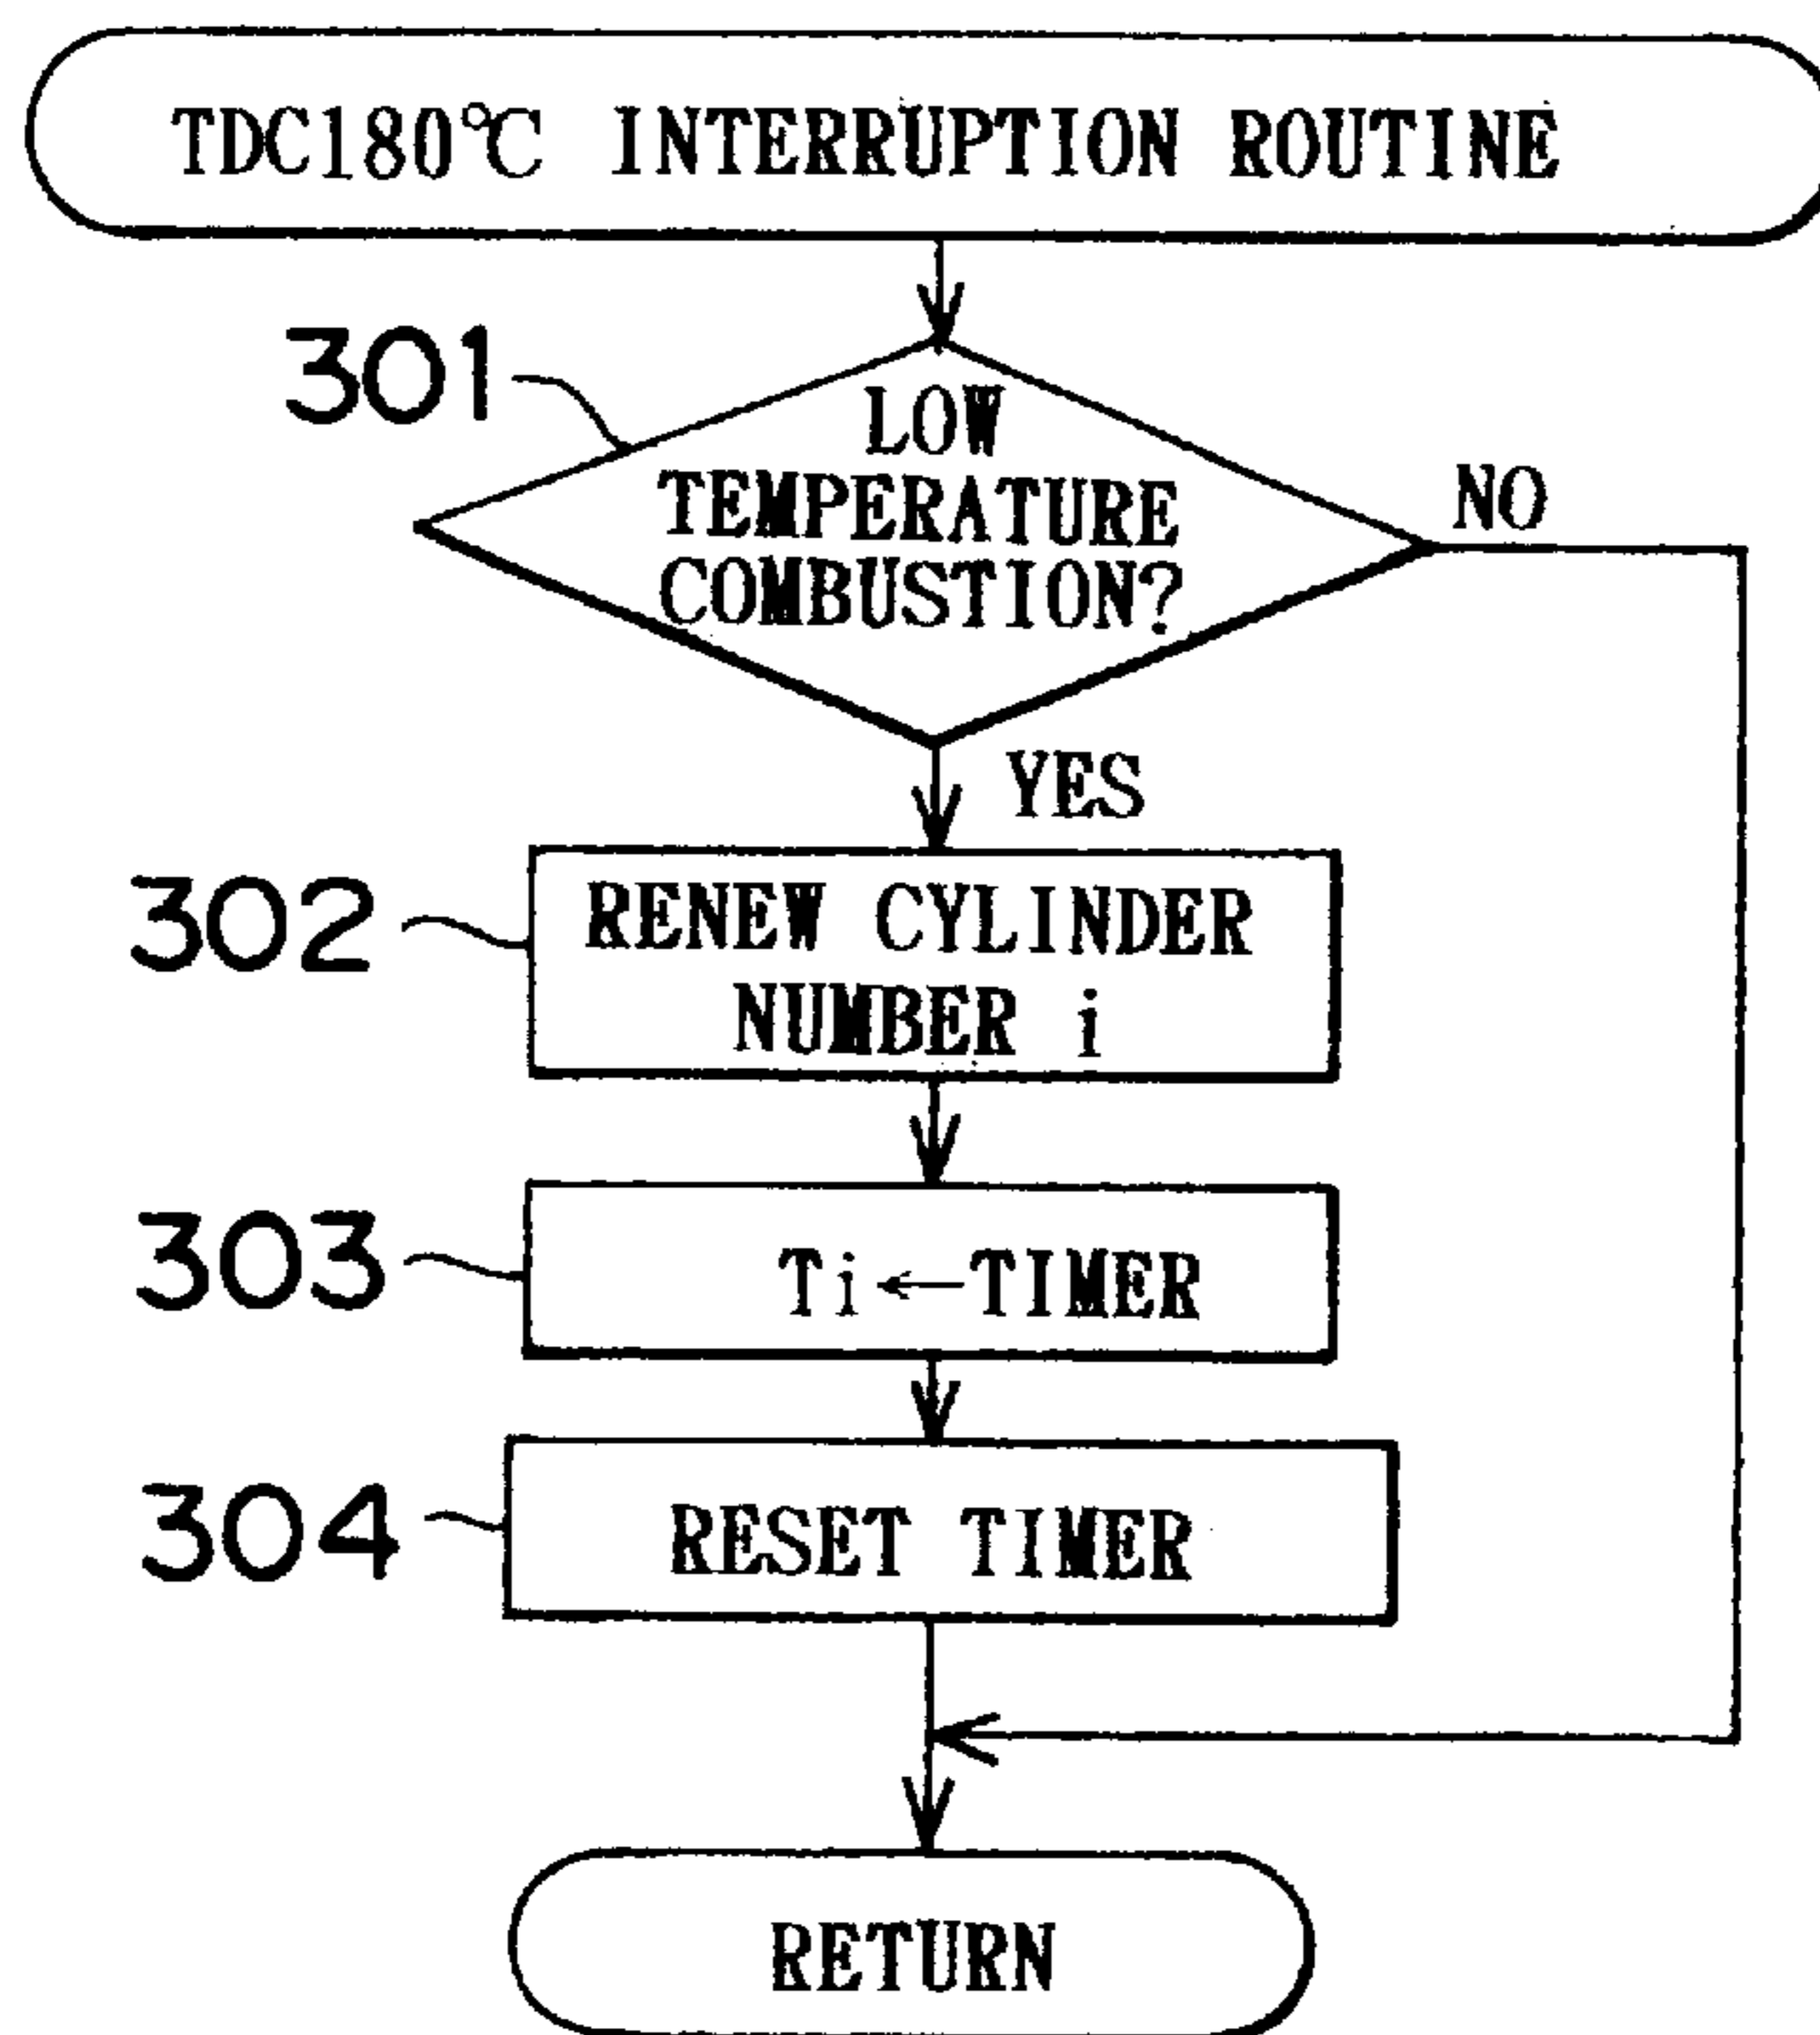 TDC180℃ INTERRUPTION ROUTINE
301
LOW
TEMPERATURE
COMBUSTION?
NO
YES
302
RENEW CYLINDER
NUMBER i
303
Ti←TIMER
304
RESET TIMER
RETURN